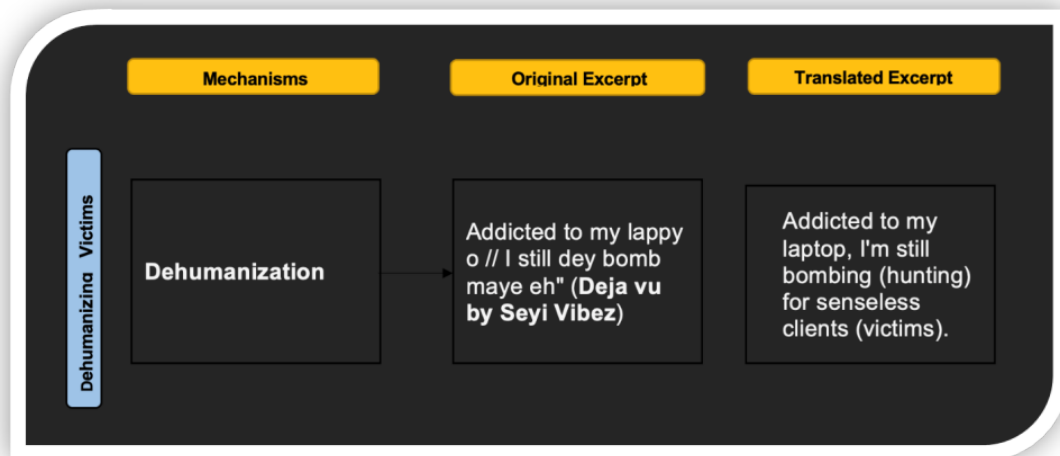 Mechanisms
Original Excerpt
Translated Excerpt
Dehumanizing Victims
Dehumanization
Addicted to my lappy
o // I still dey bomb
maye eh" (Deja vu
by Seyi Vibez)
Addicted to my
laptop, I'm still
bombing (hunting)
for senseless
clients (victims).